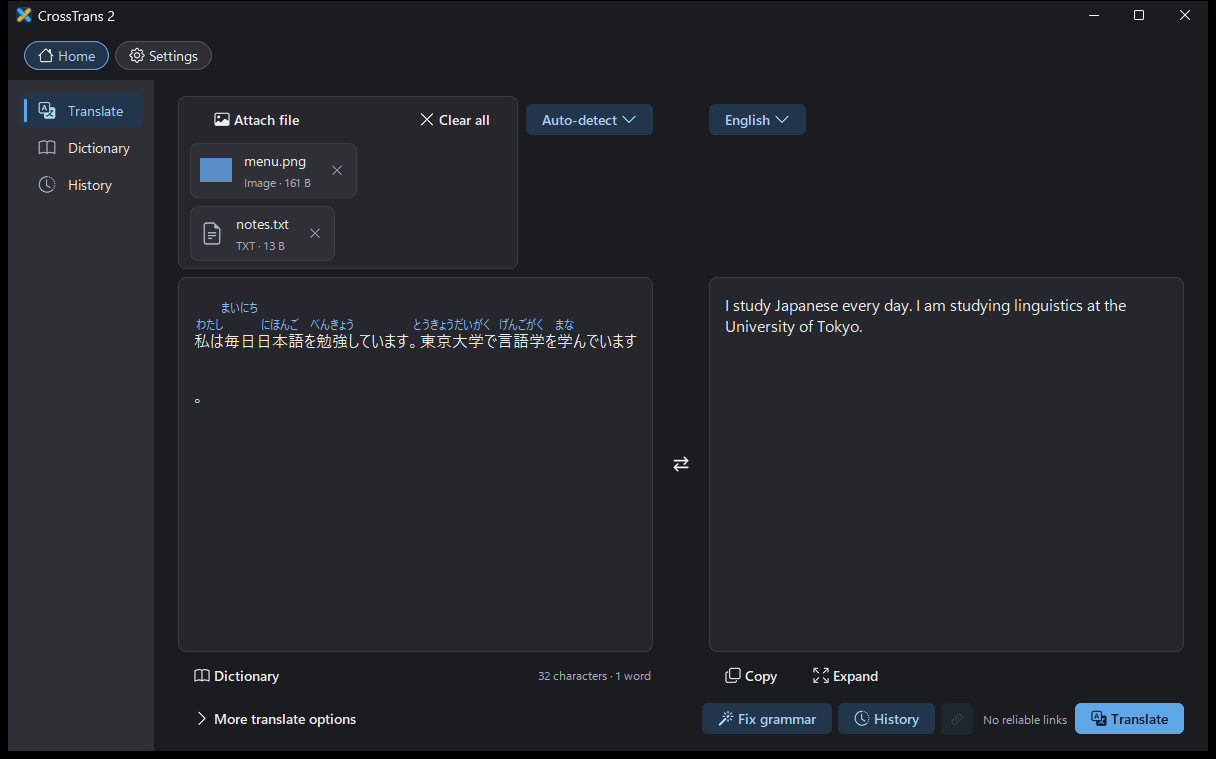 CrossTrans 2
Home
Settings
Translate
Dictionary
History
Attach file
Clear all
menu.png
Image · 161 B
notes.txt
TXT · 13 B
Auto-detect
English
まいにち
わたし にほんご べんきょう とうきょうだいがく げんごがく まな
私は毎日日本語を勉強しています。東京大学で言語学を学んでいます
。
I study Japanese every day. I am studying linguistics at the
University of Tokyo.
Dictionary
32 characters · 1 word
Copy
Expand
More translate options
Fix grammar
History
No reliable links
Translate